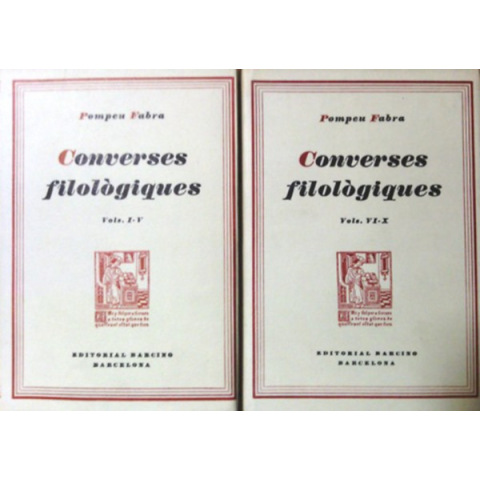 Pompeu Fabra
Converses
filològiques
Vols. I-V
EDITORIAL BARCINO
BARCELONA
Pompeu Fabra
Converses
filològiques
Vols. VI-X
EDITORIAL BARCINO
BARCELONA